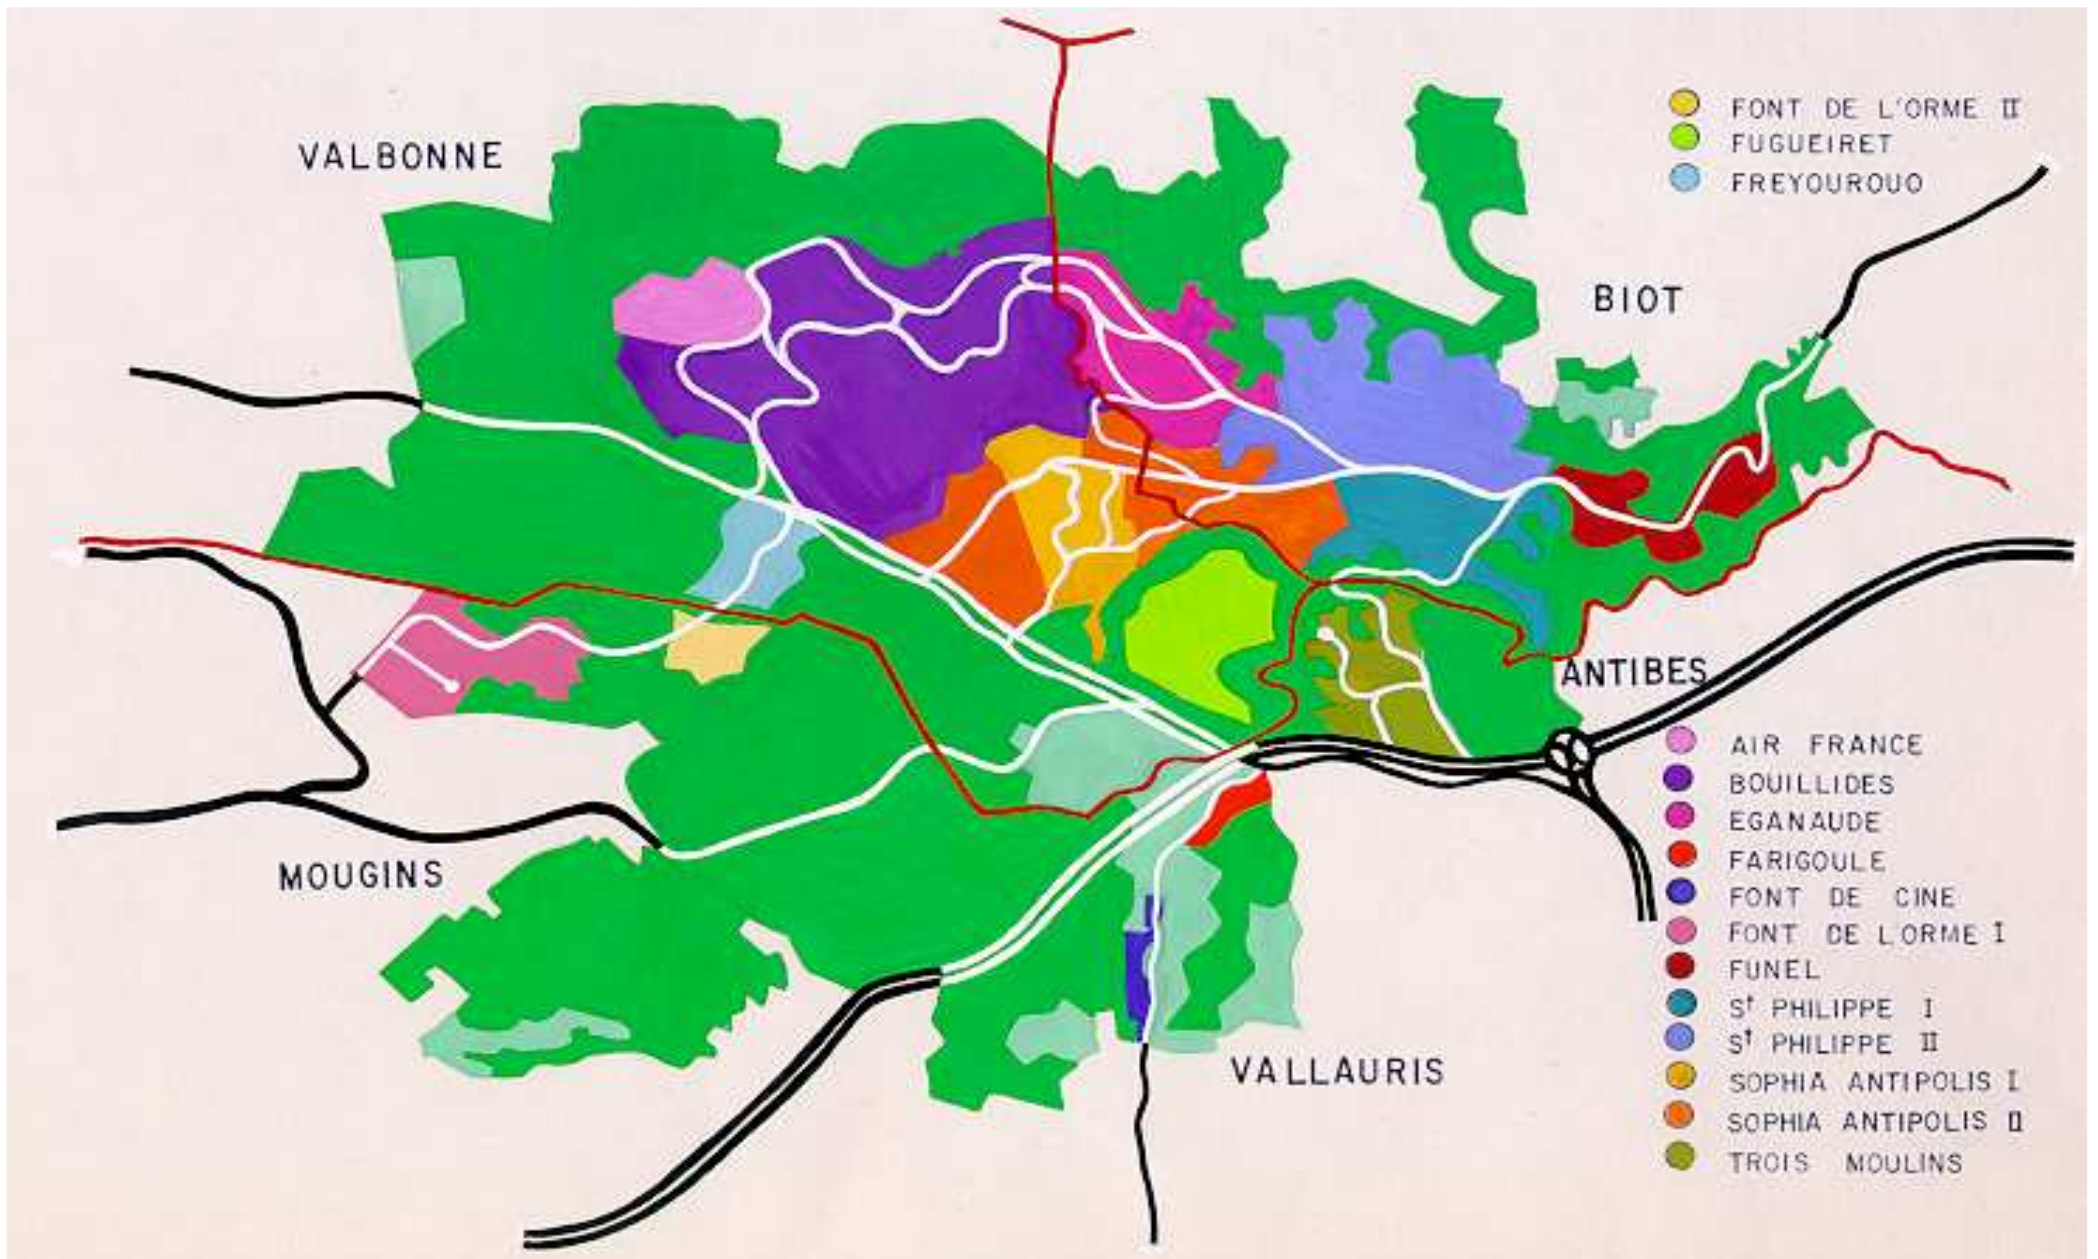 VALBONNE
FONT DE L'ORME II
FUGUEIRET
FREYOUROUO
BIOT
ANTIBES
AIR FRANCE
BOUILLIDES
EGANAUDE
FARIGOULE
FONT DE CINE
FONT DE L'ORME I
FUNEL
St PHILIPPE I
St PHILIPPE II
SOPHIA ANTIPOLIS I
SOPHIA ANTIPOLIS II
TROIS MOULINS
MOUGINS
VALLAURIS